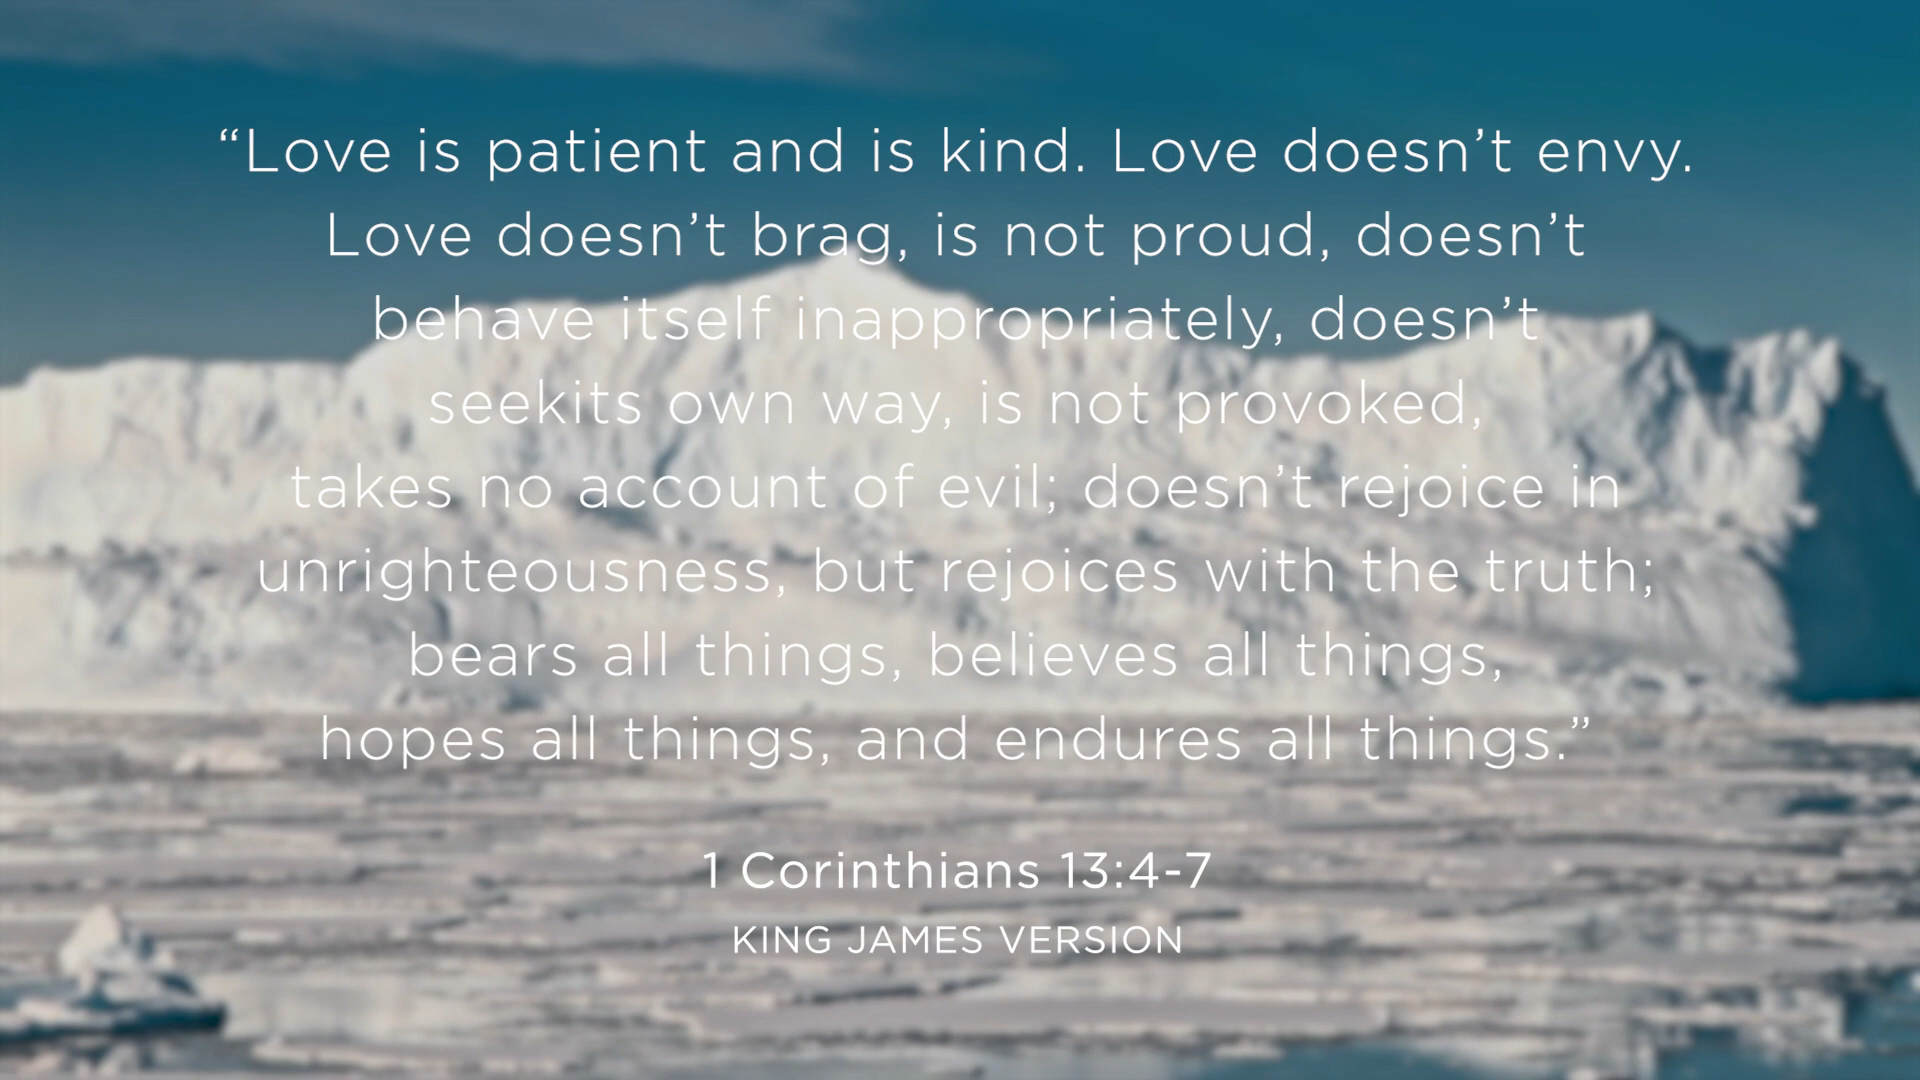 “Love is patient and is kind. Love doesn’t envy.
Love doesn’t brag, is not proud, doesn’t
behave itself inappropriately, doesn’t
seekits own way, is not provoked,
takes no account of evil; doesn’t rejoice in
unrighteousness, but rejoices with the truth;
bears all things, believes all things,
hopes all things, and endures all things.”
1 Corinthians 13:4-7
KING JAMES VERSION